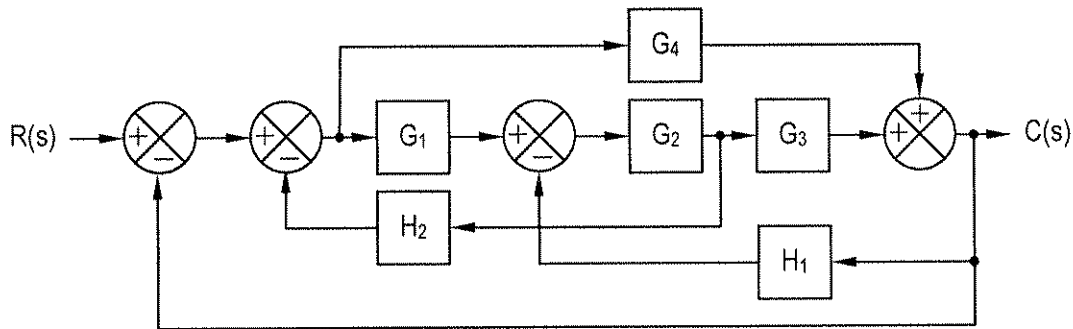 G₄
R(s)
+
−
+
−
G₁
+
−
G₂
G₃
+
+
C(s)
H₂
H₁